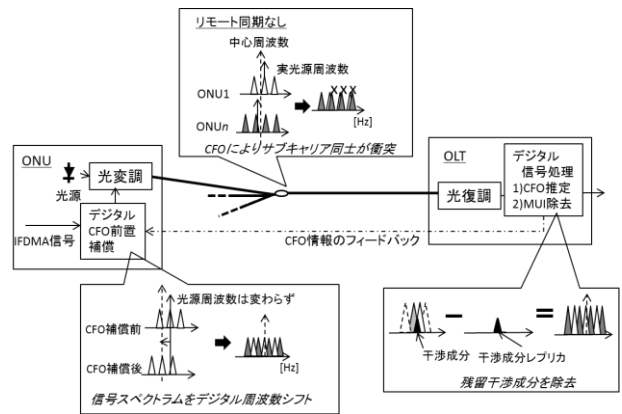 リモート同期なし
中心周波数
実光源周波数
ONU1
×××
ONUn
[Hz]
CFOによりサブキャリア同士が衝突
ONU
光変調
光源
デジタル
CFO前置
補償
IFDMA信号
OLT
光復調
デジタル
信号処理
1)CFO推定
2)MUI除去
CFO情報のフィードバック
光源周波数は変わらず
CFO補償前
CFO補償後
[Hz]
信号スペクトラムをデジタル周波数シフト
干渉成分
干渉成分レプリカ
残留干渉成分を除去